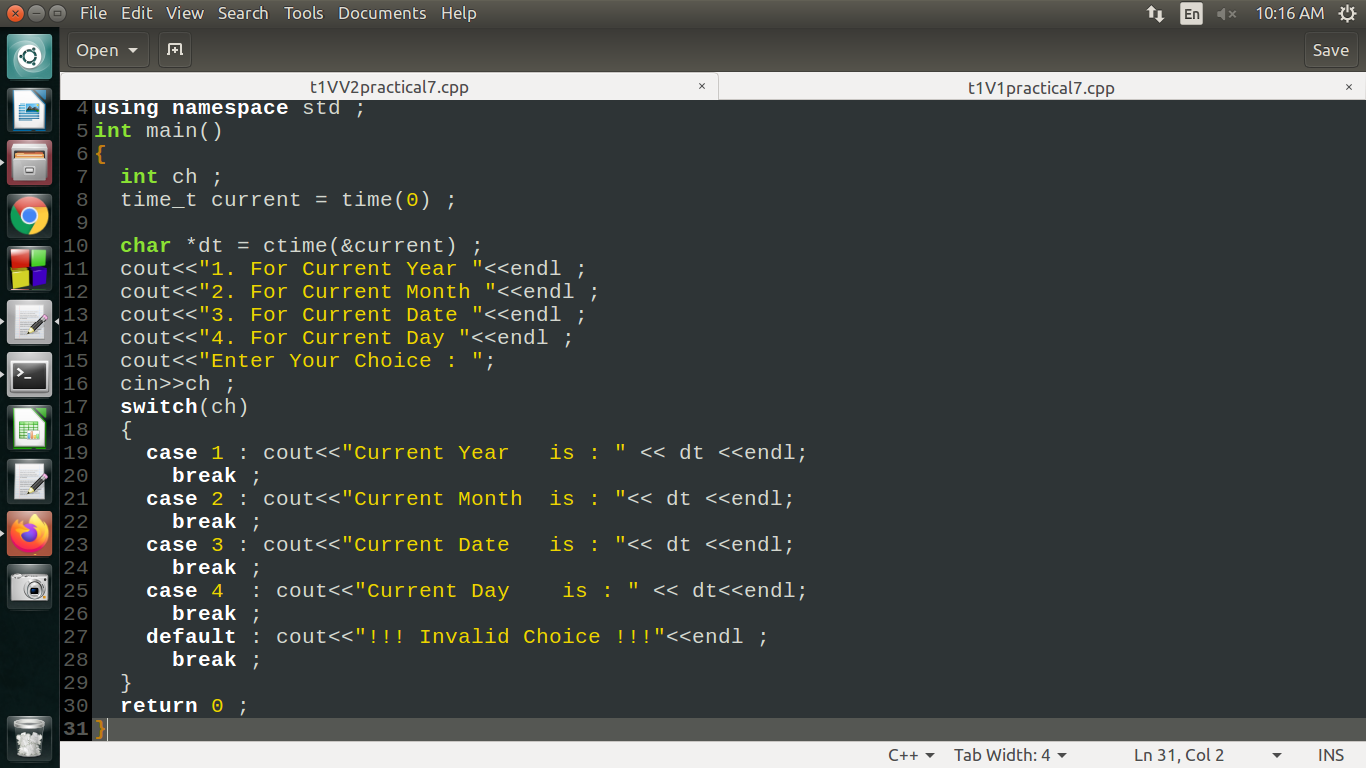 File Edit View Search Tools Documents Help En 10:16 AM
Open Save
t1VV2practical7.cpp × t1V1practical7.cpp ×
4 using namespace std ;
5 int main()
6 {
7   int ch ;
8   time_t current = time(0) ;
9
10   char *dt = ctime(&current) ;
11   cout<<"1. For Current Year "<<endl ;
12   cout<<"2. For Current Month "<<endl ;
13   cout<<"3. For Current Date "<<endl ;
14   cout<<"4. For Current Day "<<endl ;
15   cout<<"Enter Your Choice : ";
16   cin>>ch ;
17   switch(ch)
18   {
19     case 1 : cout<<"Current Year   is : " << dt <<endl;
20       break ;
21     case 2 : cout<<"Current Month  is : "<< dt <<endl;
22       break ;
23     case 3 : cout<<"Current Date   is : "<< dt <<endl;
24       break ;
25     case 4  : cout<<"Current Day    is : " << dt<<endl;
26       break ;
27     default : cout<<"!!! Invalid Choice !!!"<<endl ;
28       break ;
29   }
30   return 0 ;
31 }
C++ Tab Width: 4 Ln 31, Col 2 INS